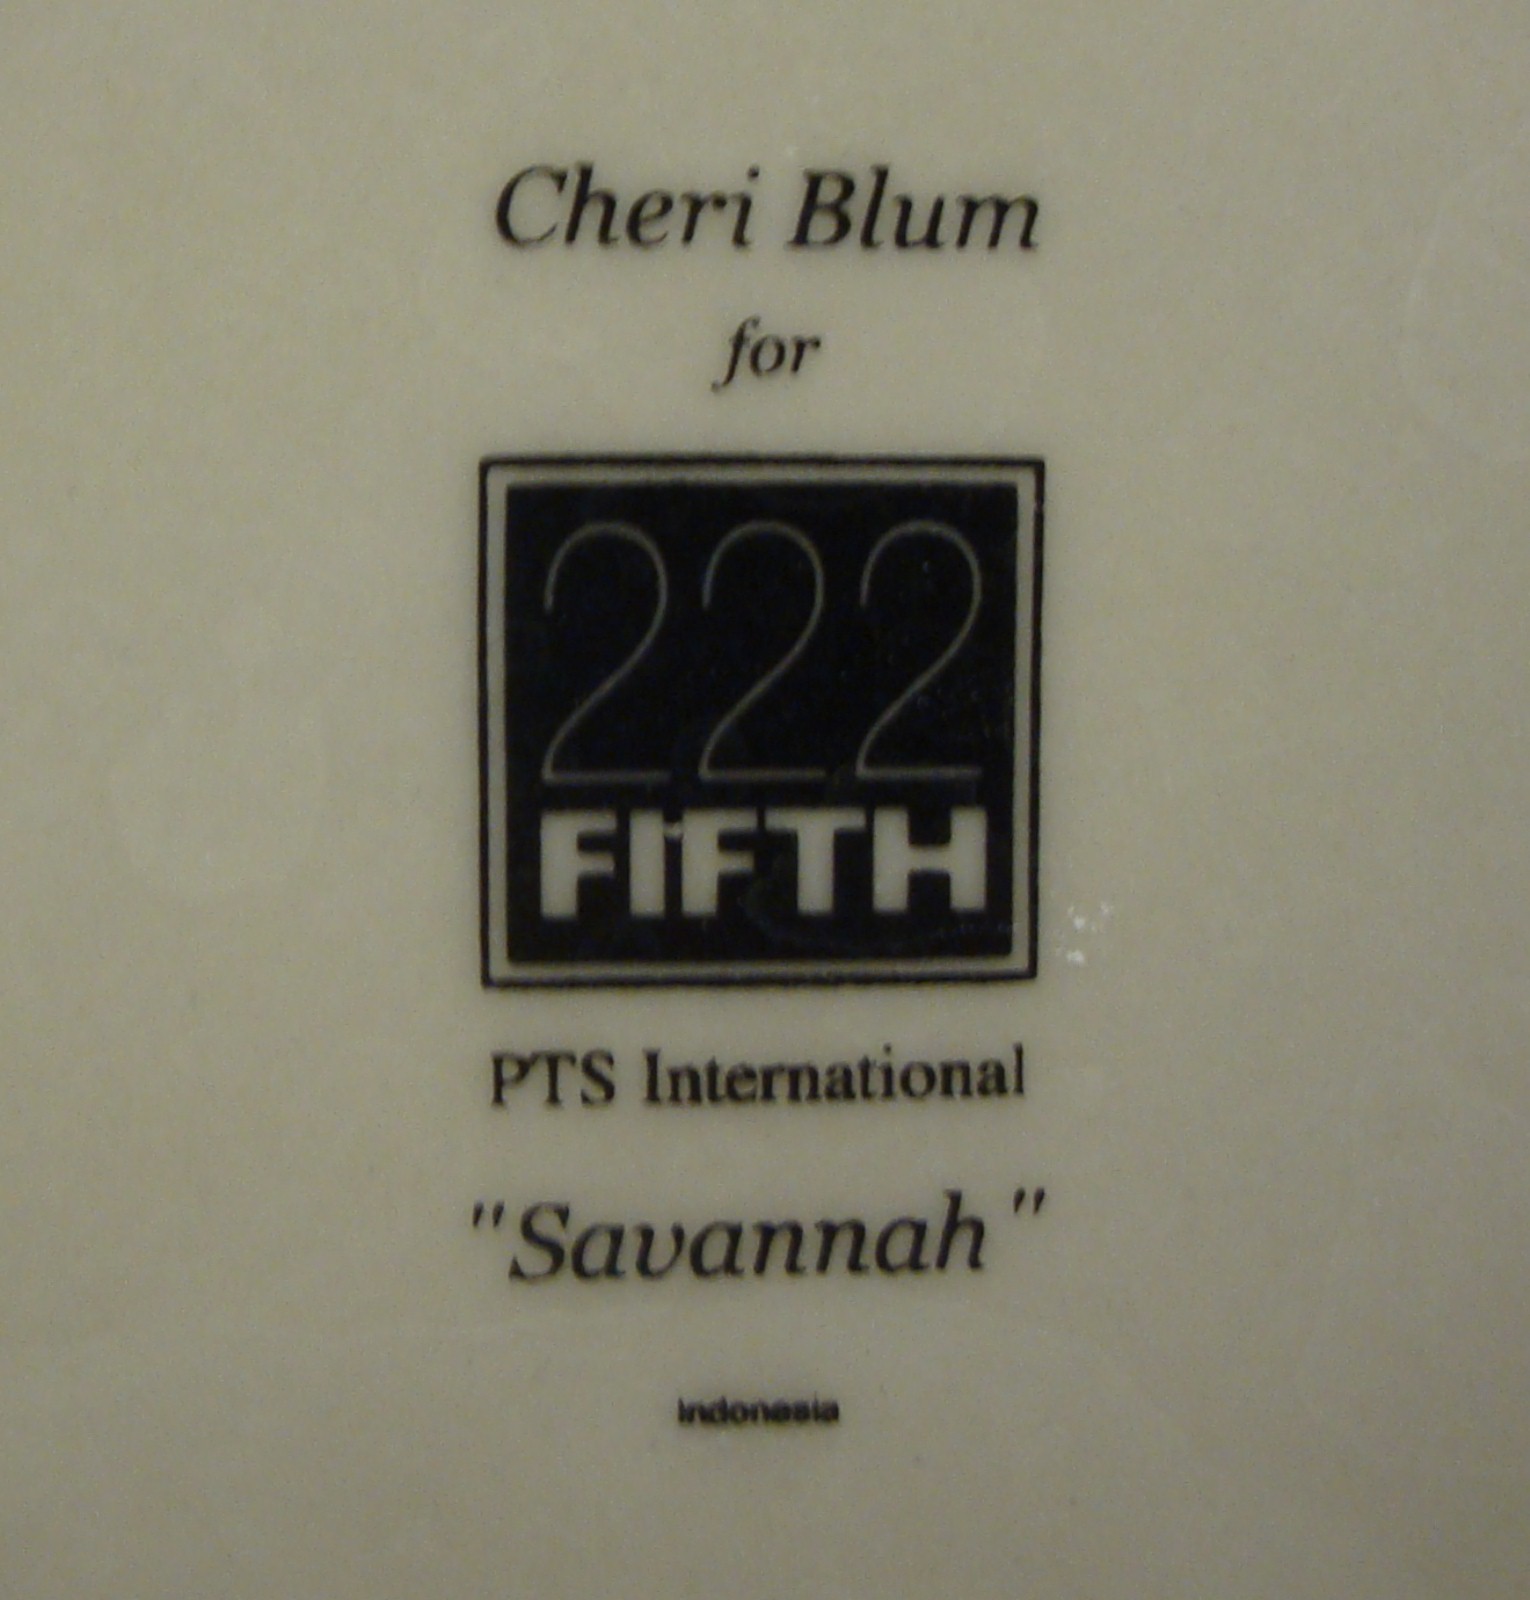 Cheri Blum
for
222
FIFTH
PTS International
"Savannah"
Indonesia